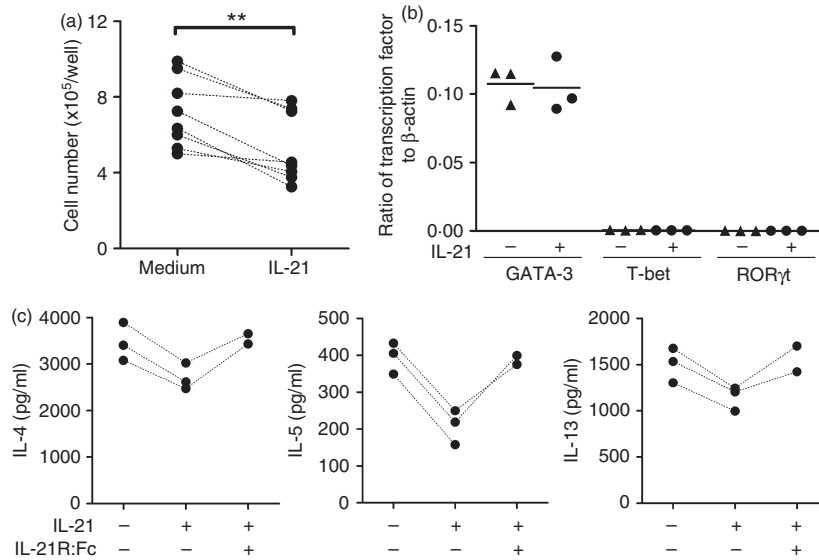 (a)
**
Cell number (x10⁵/well)
12
8
4
0
Medium IL-21
(b)
Ratio of transcription factor
to β-actin
0·15
0·10
0·05
0·00
IL-21 – + – + – +
GATA-3 T-bet RORγt
(c)
IL-4 (pg/ml)
4000
3000
2000
1000
0
IL-5 (pg/ml)
500
400
300
200
100
0
IL-13 (pg/ml)
2000
1500
1000
500
0
IL-21 – + + – + + – + +
IL-21R:Fc – – + – – + – – +